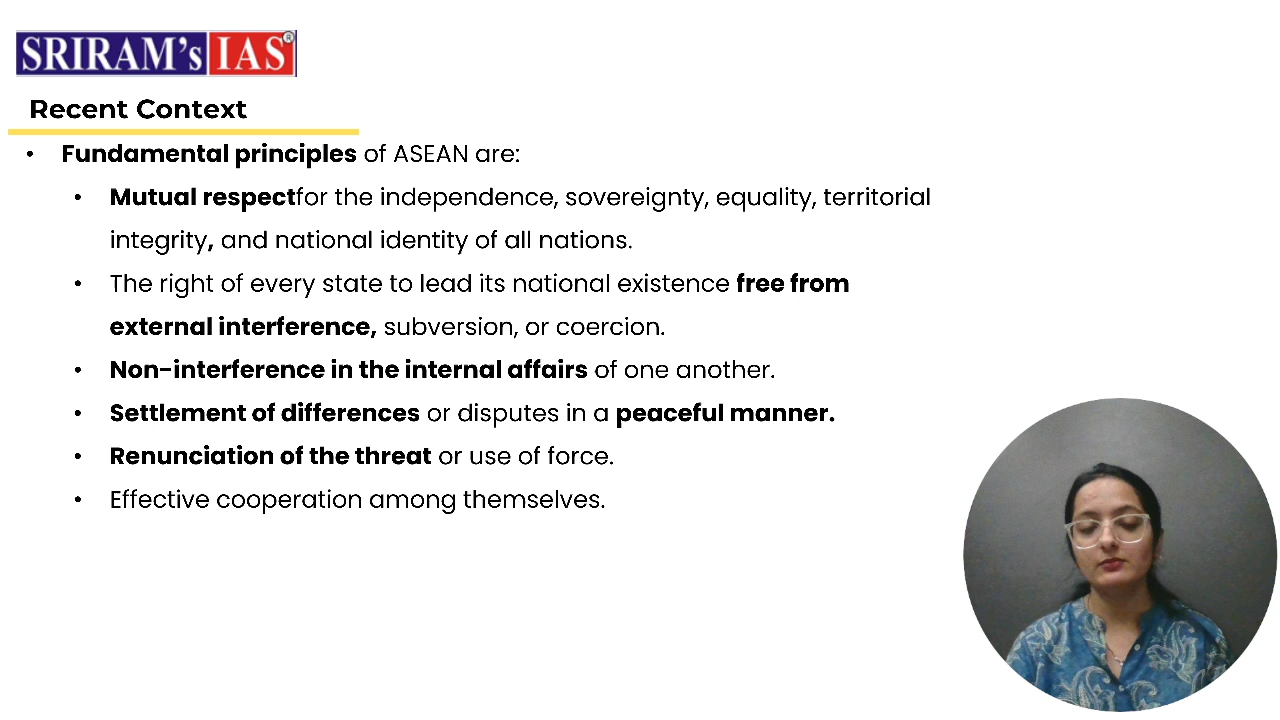 SRIRAM's IAS®
Recent Context
• Fundamental principles of ASEAN are:
• Mutual respectfor the independence, sovereignty, equality, territorial
integrity, and national identity of all nations.
• The right of every state to lead its national existence free from
external interference, subversion, or coercion.
• Non-interference in the internal affairs of one another.
• Settlement of differences or disputes in a peaceful manner.
• Renunciation of the threat or use of force.
• Effective cooperation among themselves.